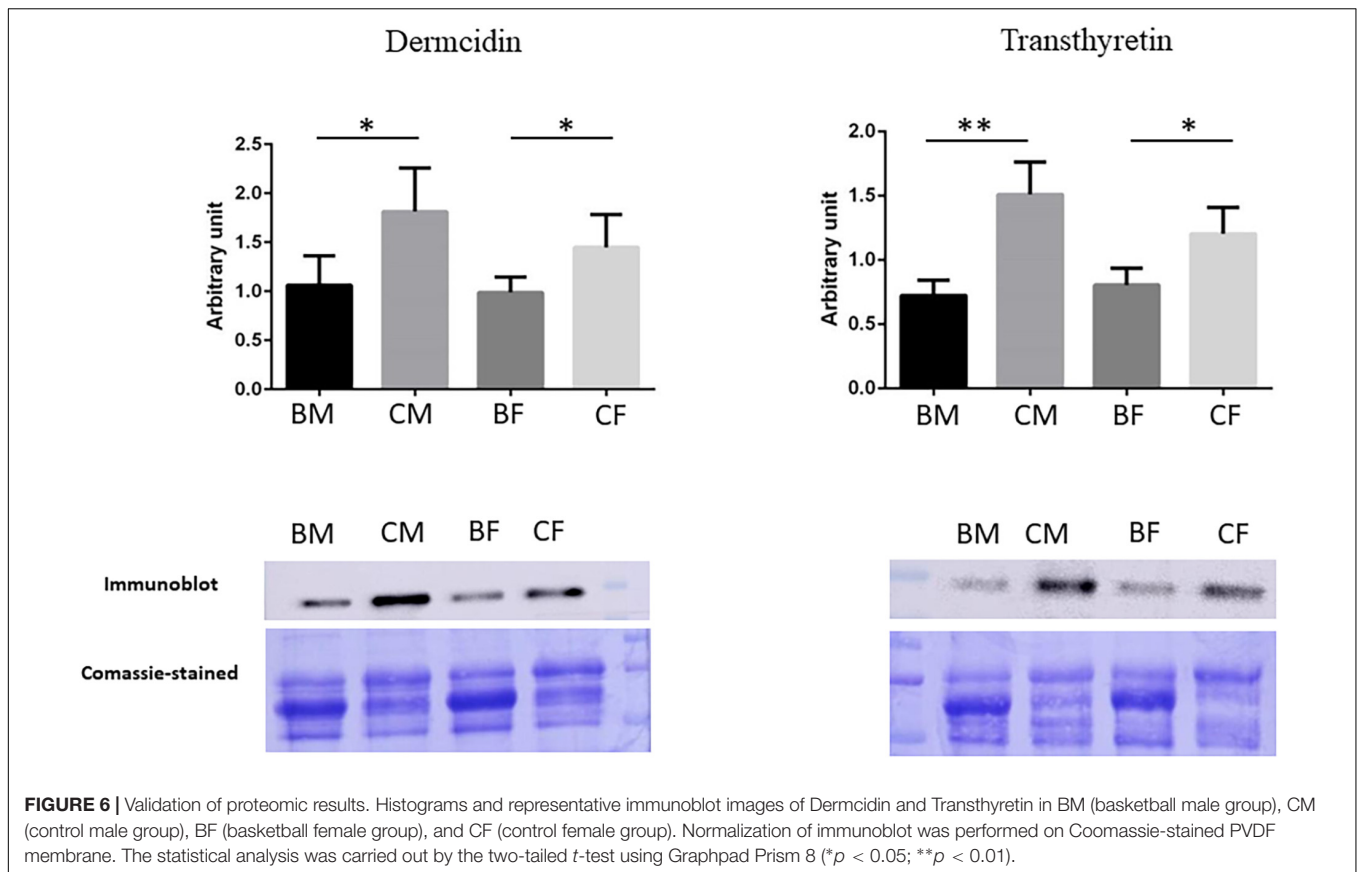 Dermcidin
Transthyretin
* *
** *
2.5
2.0
1.5
1.0
0.5
0.0
Arbitrary unit
BM CM BF CF
2.0
1.5
1.0
0.5
0.0
Arbitrary unit
BM CM BF CF
BM CM BF CF
BM CM BF CF
Immunoblot
Comassie-stained
FIGURE 6 | Validation of proteomic results. Histograms and representative immunoblot images of Dermcidin and Transthyretin in BM (basketball male group), CM
(control male group), BF (basketball female group), and CF (control female group). Normalization of immunoblot was performed on Coomassie-stained PVDF
membrane. The statistical analysis was carried out by the two-tailed t-test using Graphpad Prism 8 (*p < 0.05; **p < 0.01).